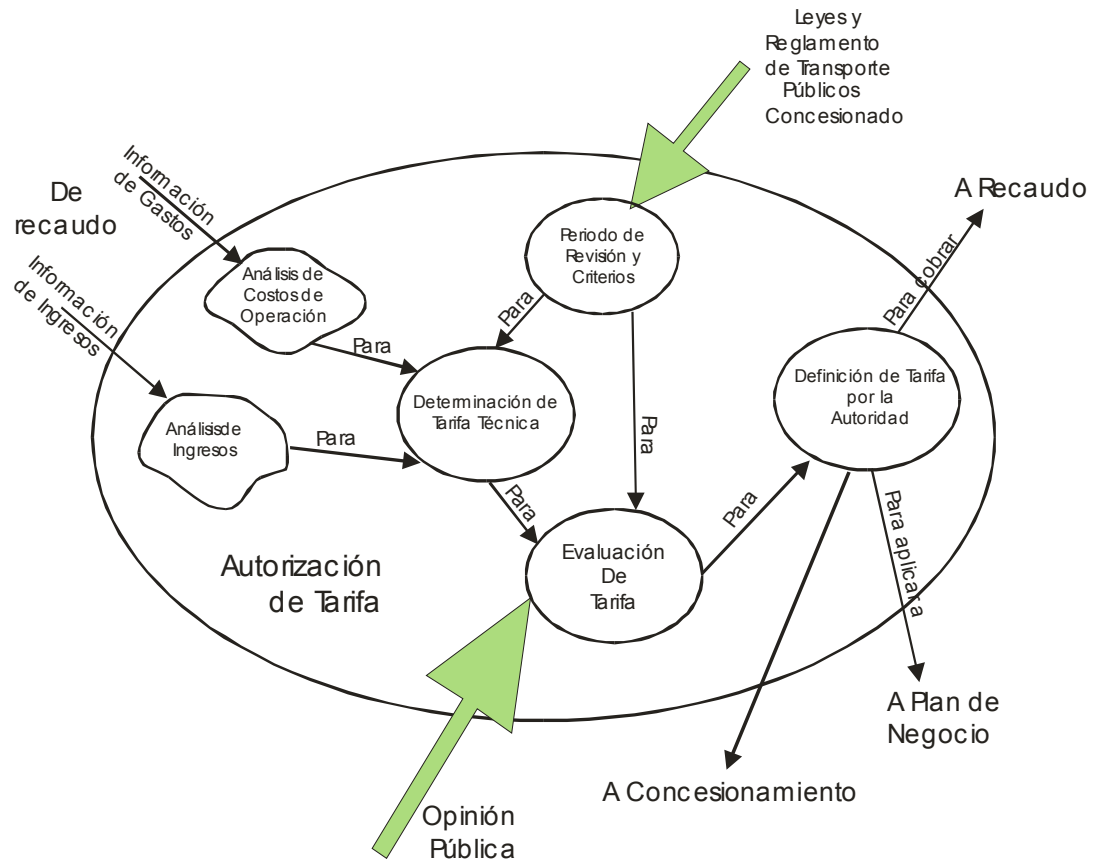 Leyes y
Reglamento
de Transporte
Públicos
Concesionado
De
recaudo
Información
de Gastos
Información
de Ingresos
A Recaudo
Para cobrar
Periodo de
Revisión y
Criterios
Análisis de
Costos de
Operación
Para
Para
Definición de Tarifa
por la
Autoridad
Determinación de
Tarifa Técnica
Análisis de
Ingresos
Para
Para
Para
Para
Para aplicar a
Evaluación
De
Tarifa
Autorización
de Tarifa
A Plan de
Negocio
A Concesionamiento
Opinión
Pública